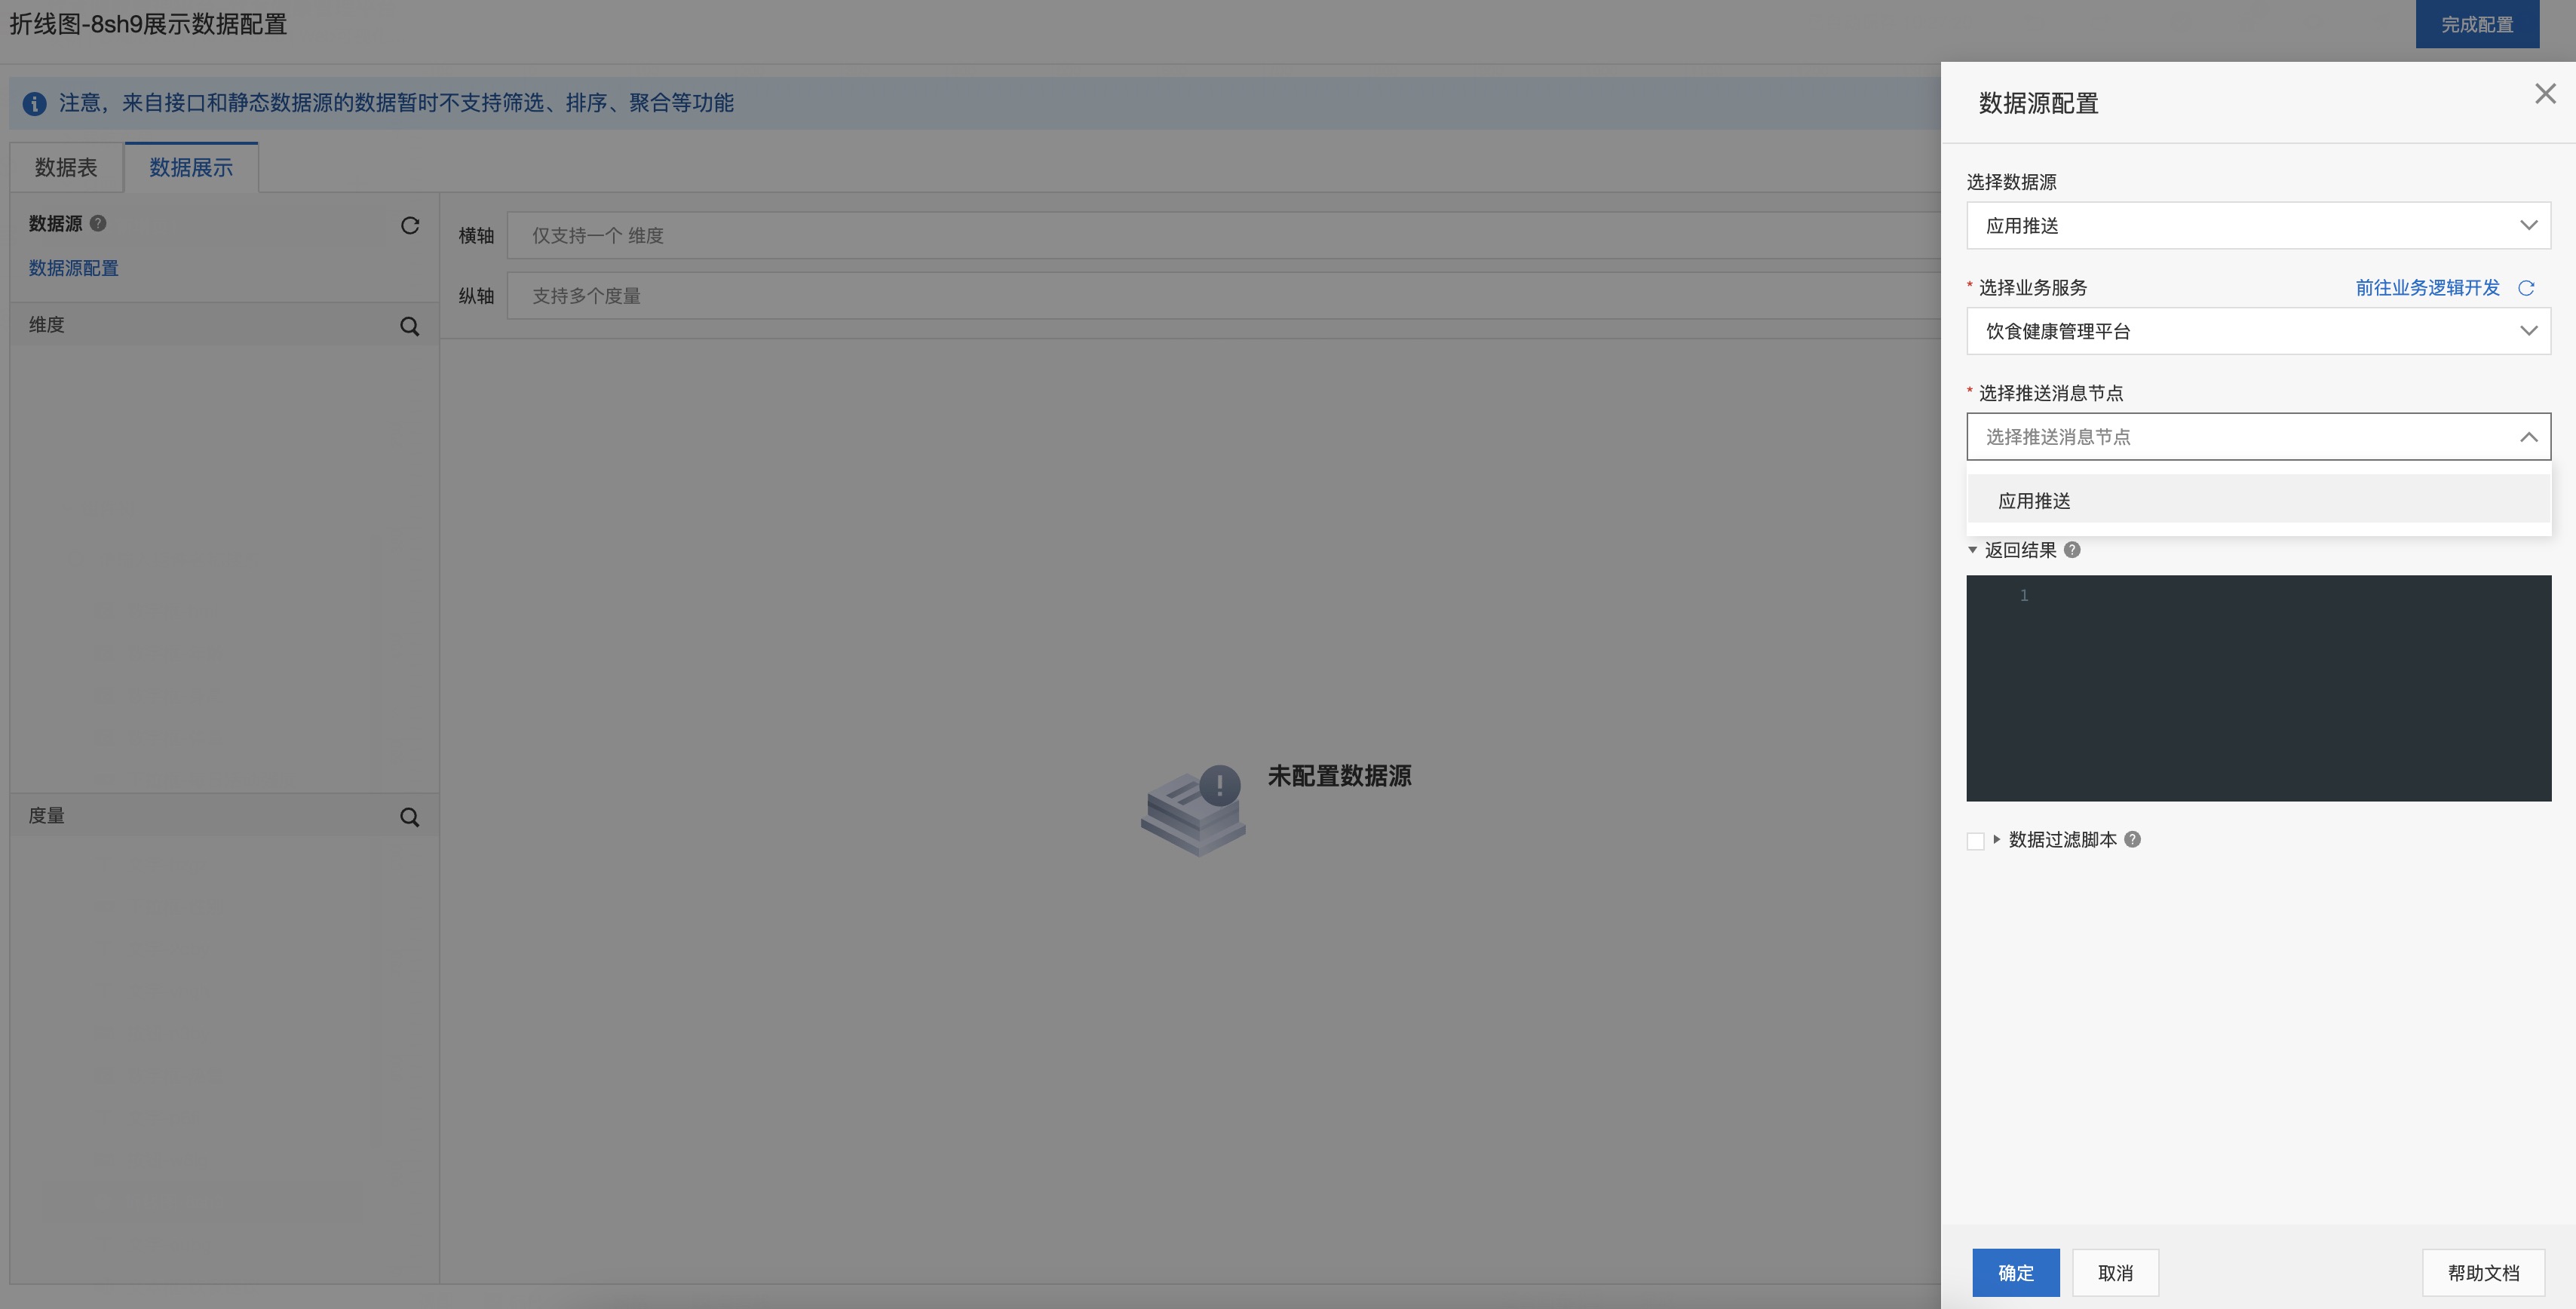 折线图-8sh9展示数据配置
完成配置
注意，来自接口和静态数据源的数据暂时不支持筛选、排序、聚合等功能
数据表
数据展示
数据源
数据源配置
维度
度量
横轴
仅支持一个 维度
纵轴
支持多个度量
未配置数据源
数据源配置
选择数据源
应用推送
* 选择业务服务
前往业务逻辑开发
饮食健康管理平台
* 选择推送消息节点
选择推送消息节点
应用推送
返回结果
1
数据过滤脚本
确定
取消
帮助文档